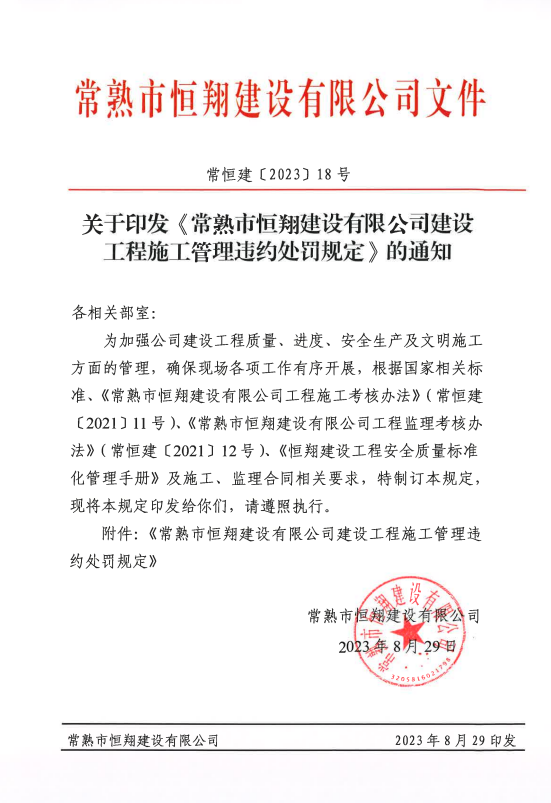 常熟市恒翔建设有限公司文件
常恒建〔2023〕18号
关于印发《常熟市恒翔建设有限公司建设
工程施工管理违约处罚规定》的通知
各相关部室：
为加强公司建设工程质量、进度、安全生产及文明施工
方面的管理，确保现场各项工作有序开展，根据国家相关标
准、《常熟市恒翔建设有限公司工程施工考核办法》（常恒建
〔2021〕11号）、《常熟市恒翔建设有限公司工程监理考核办
法》（常恒建〔2021〕12号）、《恒翔建设工程安全质量标准
化管理手册》及施工、监理合同相关要求，特制订本规定，
现将本规定印发给你们，请遵照执行。
附件：《常熟市恒翔建设有限公司建设工程施工管理违
约处罚规定》
常熟市恒翔建设有限公司
2023年8月29日
常熟市恒翔建设有限公司
3205816021798
常熟市恒翔建设有限公司
2023年8月29印发